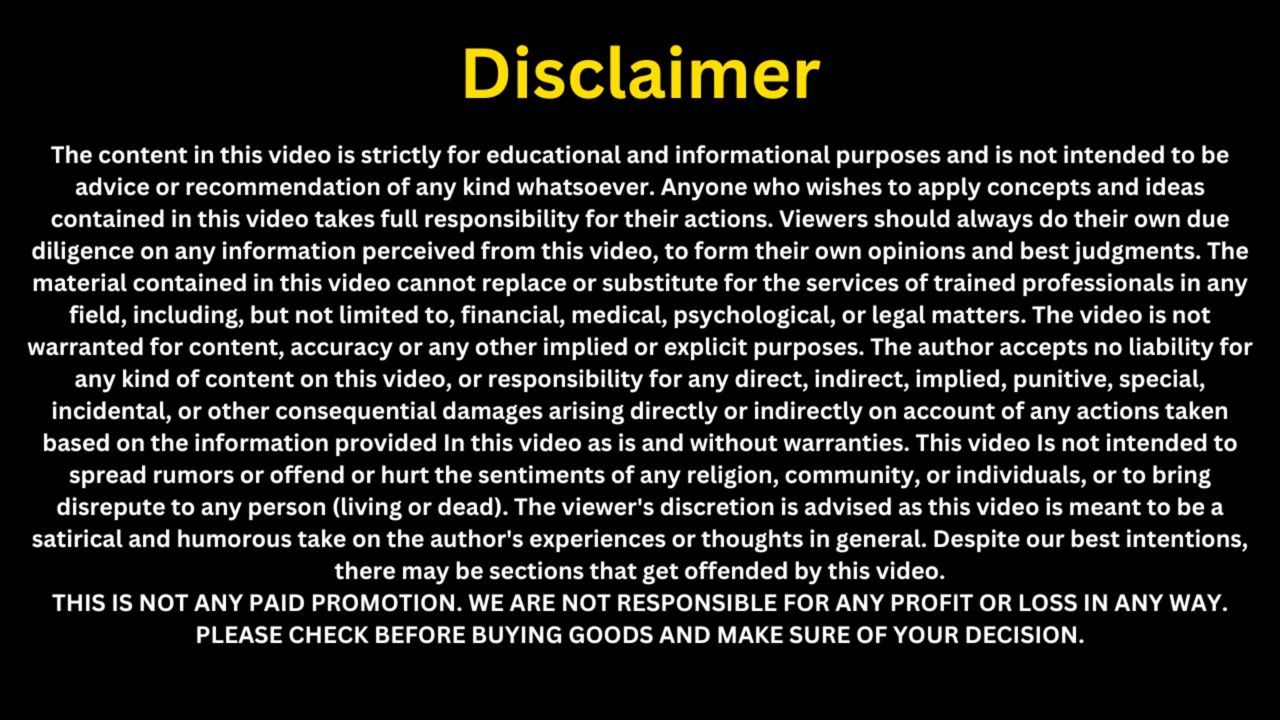 Disclaimer
The content in this video is strictly for educational and informational purposes and is not intended to be
advice or recommendation of any kind whatsoever. Anyone who wishes to apply concepts and ideas
contained in this video takes full responsibility for their actions. Viewers should always do their own due
diligence on any information perceived from this video, to form their own opinions and best judgments. The
material contained in this video cannot replace or substitute for the services of trained professionals in any
field, including, but not limited to, financial, medical, psychological, or legal matters. The video is not
warranted for content, accuracy or any other implied or explicit purposes. The author accepts no liability for
any kind of content on this video, or responsibility for any direct, indirect, implied, punitive, special,
incidental, or other consequential damages arising directly or indirectly on account of any actions taken
based on the information provided In this video as is and without warranties. This video Is not intended to
spread rumors or offend or hurt the sentiments of any religion, community, or individuals, or to bring
disrepute to any person (living or dead). The viewer's discretion is advised as this video is meant to be a
satirical and humorous take on the author's experiences or thoughts in general. Despite our best intentions,
there may be sections that get offended by this video.
THIS IS NOT ANY PAID PROMOTION. WE ARE NOT RESPONSIBLE FOR ANY PROFIT OR LOSS IN ANY WAY.
PLEASE CHECK BEFORE BUYING GOODS AND MAKE SURE OF YOUR DECISION.